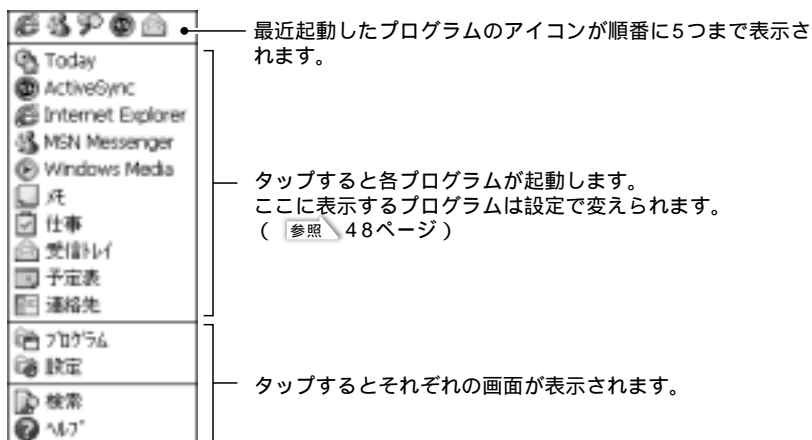 最近起動したプログラムのアイコンが順番に5つまで表示さ
れます。
Today
ActiveSync
Internet Explorer
MSN Messenger
Windows Media
メモ
仕事
受信トレイ
予定表
連絡先
タップすると各プログラムが起動します。
ここに表示するプログラムは設定で変えられます。
( 参照 48ページ)
プログラム
設定
検索
ヘルプ
タップするとそれぞれの画面が表示されます。